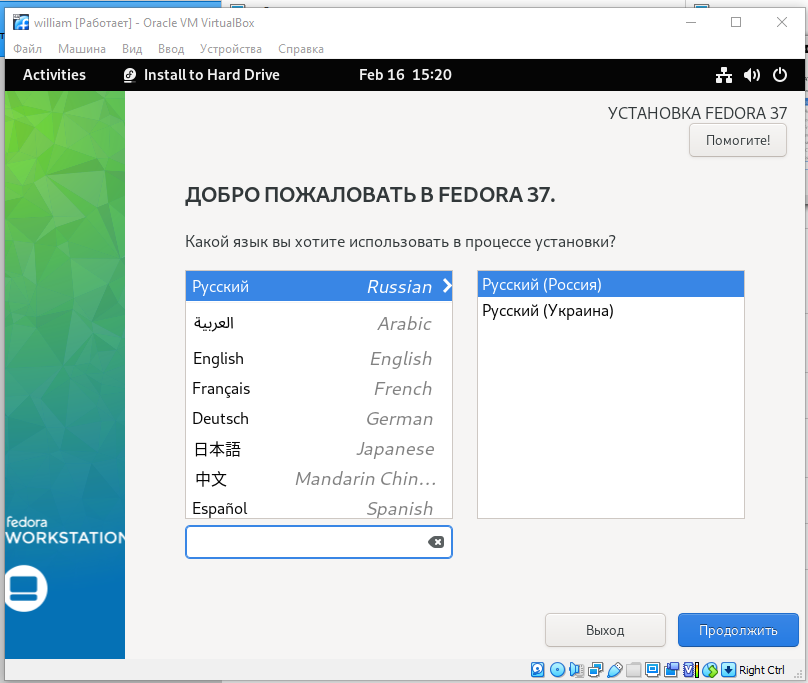 william [Работает] - Oracle VM VirtualBox
Файл Машина Вид Ввод Устройства Справка
Activities Install to Hard Drive Feb 16 15:20
УСТАНОВКА FEDORA 37
Помогите!
ДОБРО ПОЖАЛОВАТЬ В FEDORA 37.
Какой язык вы хотите использовать в процессе установки?
Русский Russian
العربية Arabic
English English
Français French
Deutsch German
日本語 Japanese
中文 Mandarin Chin...
Español Spanish
Русский (Россия)
Русский (Украина)
fedora
WORKSTATION
Выход Продолжить
Right Ctrl